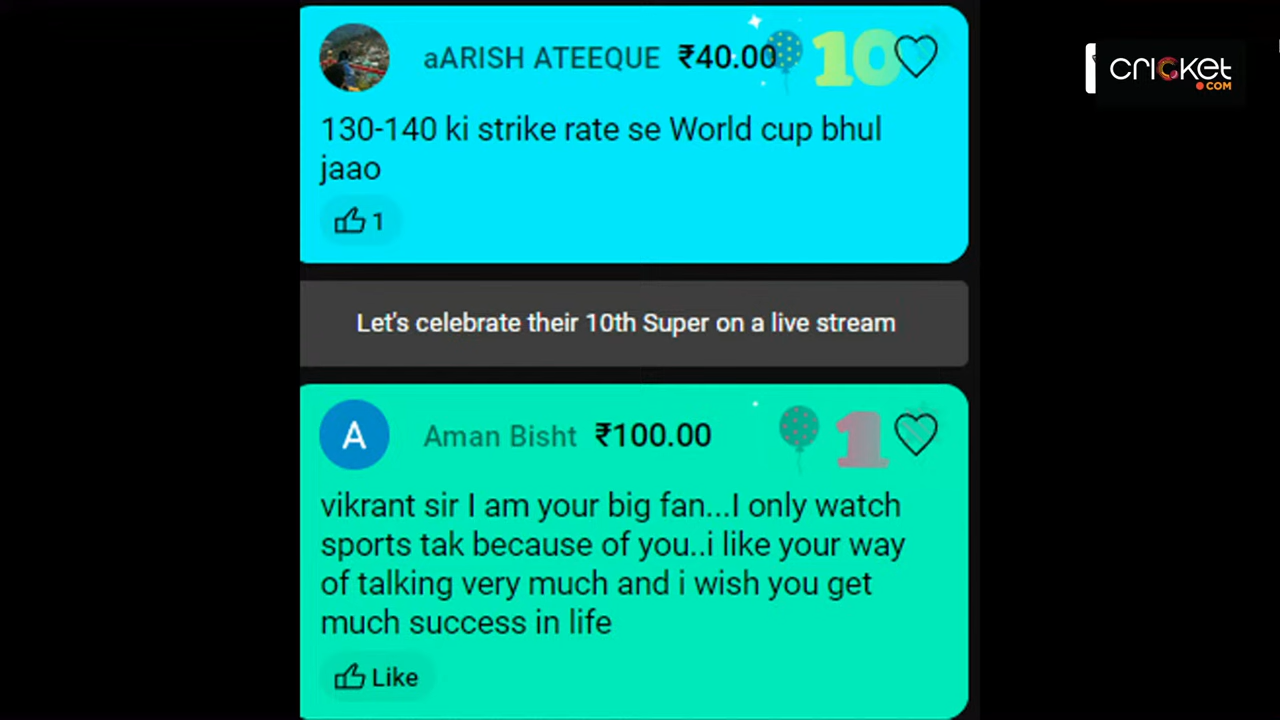 aARISH ATEEQUE ₹40.00 10
cricket
.COM
130-140 ki strike rate se World cup bhul
jaao
1
Let's celebrate their 10th Super on a live stream
A Aman Bisht ₹100.00 1
vikrant sir I am your big fan...I only watch
sports tak because of you..i like your way
of talking very much and i wish you get
much success in life
Like